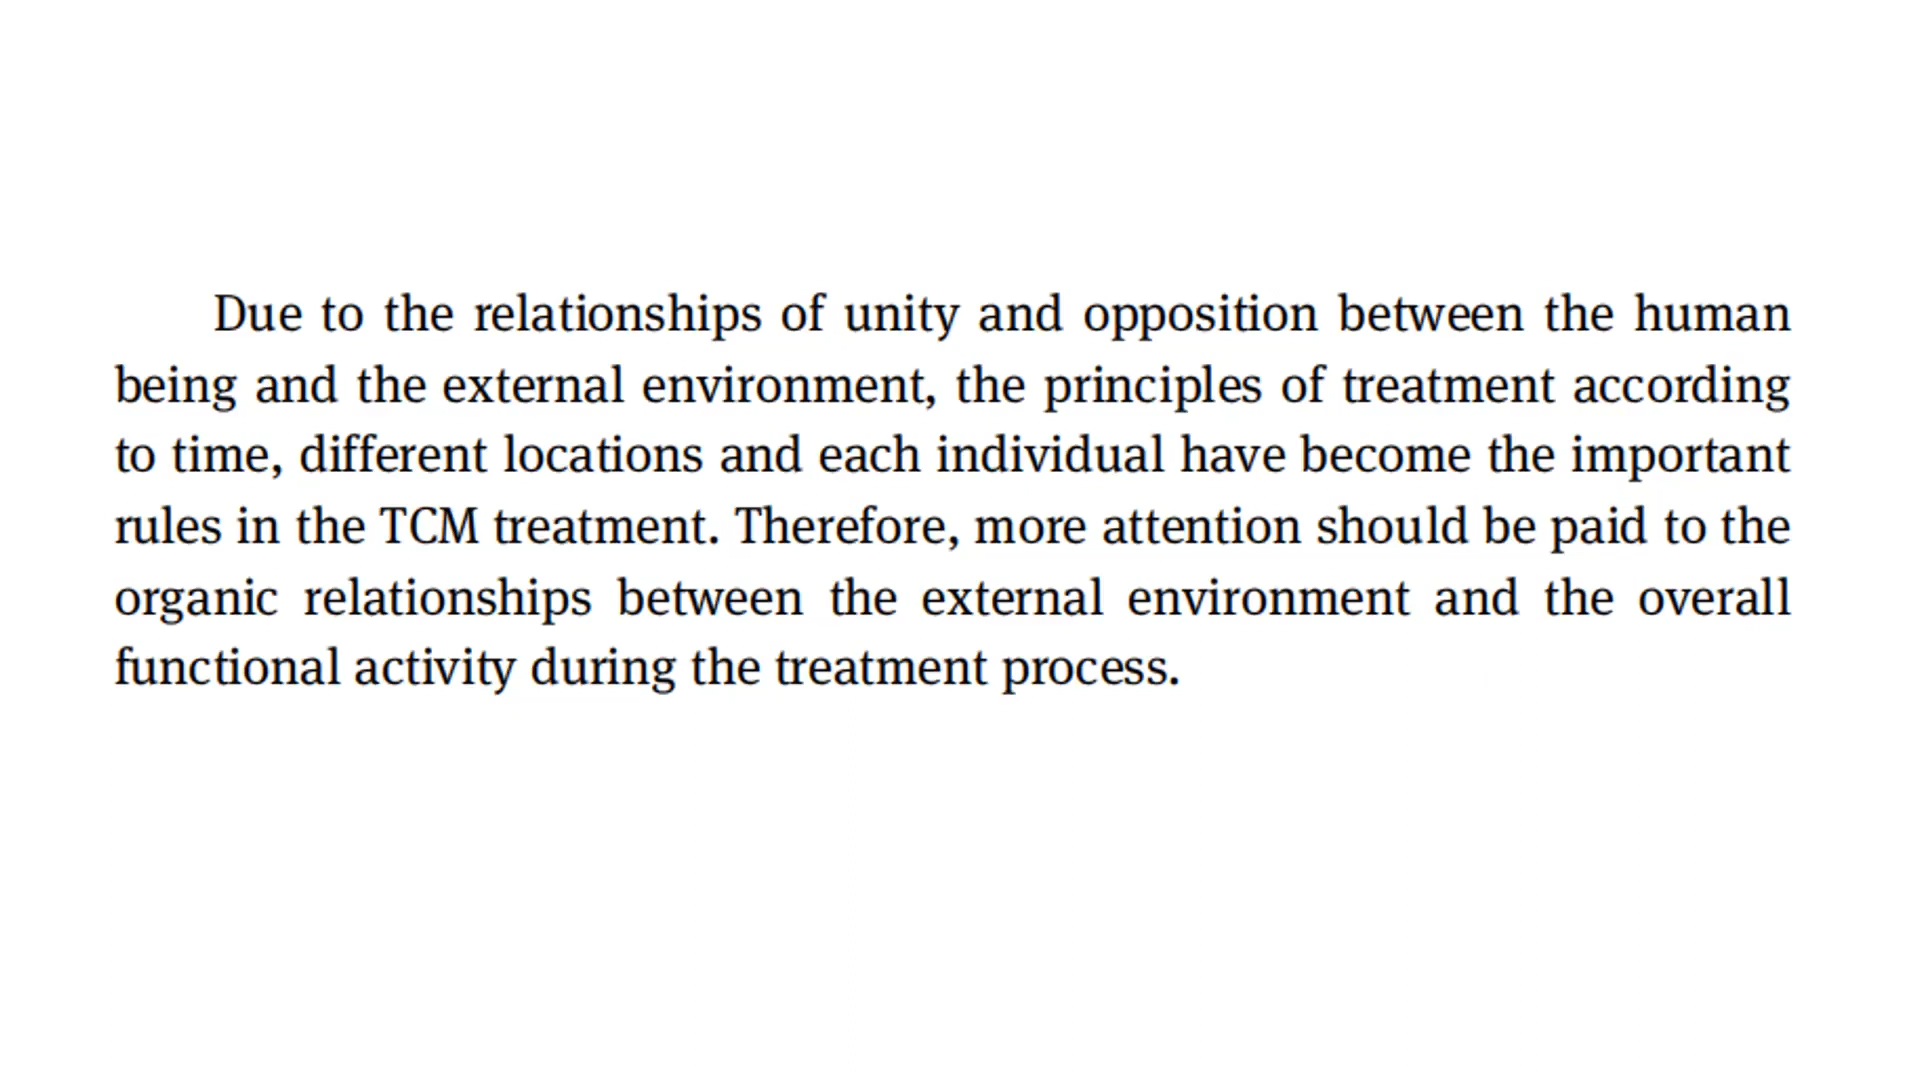 Due to the relationships of unity and opposition between the human
being and the external environment, the principles of treatment according
to time, different locations and each individual have become the important
rules in the TCM treatment. Therefore, more attention should be paid to the
organic relationships between the external environment and the overall
functional activity during the treatment process.